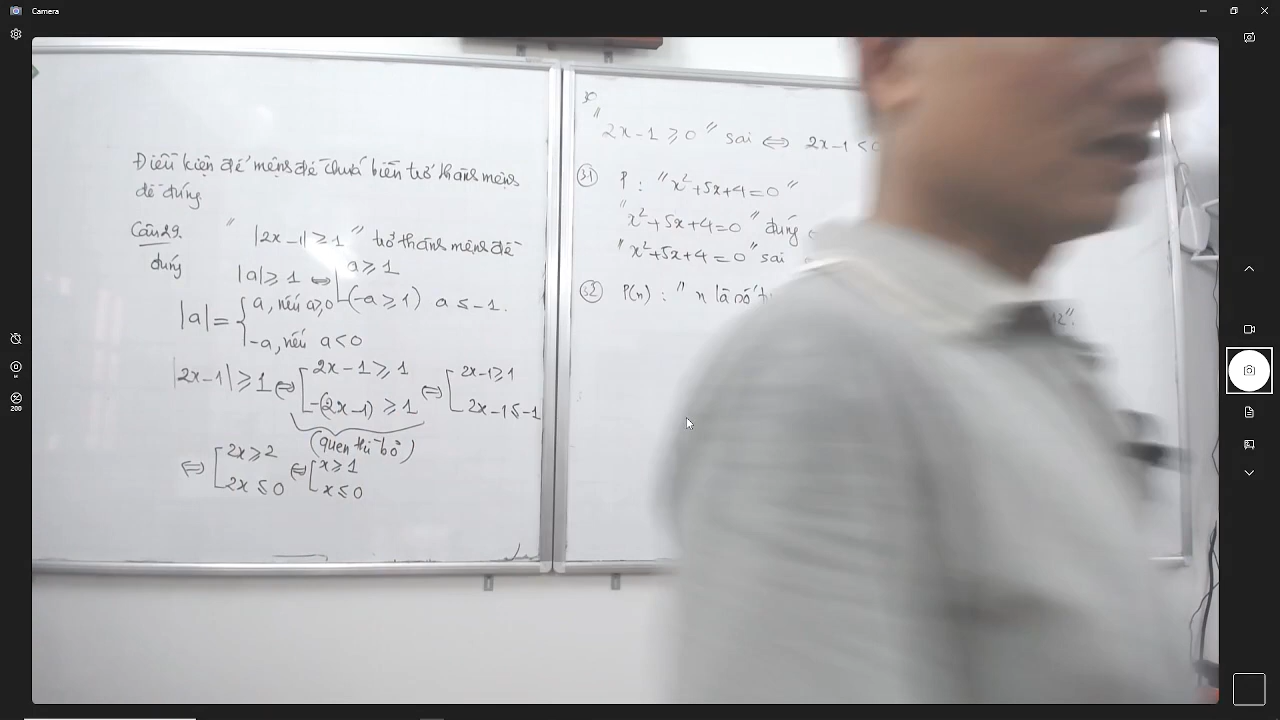 Camera
Điều kiện để mệnh đề chứa biến trở thành mệnh
đề đúng
Câu 29. " |2x-1| ≥ 1 " trở thành mệnh đề
đúng
|a| ≥ 1 ⇔ [ a ≥ 1
(-a ≥ 1) a ≤ -1.
|a| = { a, nếu a ≥ 0
-a, nếu a < 0
|2x-1| ≥ 1 ⇔ [ 2x-1 ≥ 1 ⇔ [ 2x-1 ≥ 1
-(2x-1) ≥ 1 2x-1 ≤ -1
(quen thì bỏ)
⇔ [ 2x ≥ 2 ⇔ [ x ≥ 1
2x ≤ 0 x ≤ 0
30
" 2x-1 ≥ 0 " sai ⇔ 2x-1 < 0
31 P : " x²+5x+4=0 "
" x²+5x+4=0 " đúng
" x²+5x+4=0 " sai
32 P(n) : " n là số 12".
200